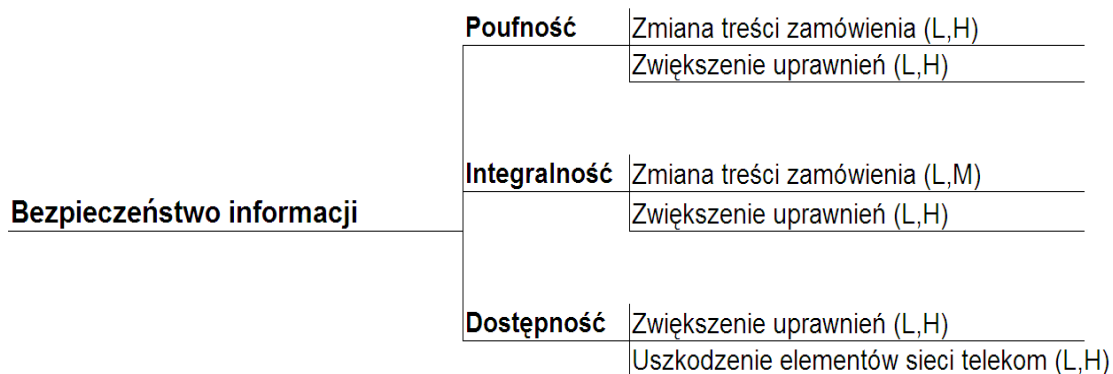 Poufność
Zmiana treści zamówienia (L,H)
Zwiększenie uprawnień (L,H)
Integralność
Zmiana treści zamówienia (L,M)
Bezpieczeństwo informacji
Zwiększenie uprawnień (L,H)
Dostępność
Zwiększenie uprawnień (L,H)
Uszkodzenie elementów sieci telekom (L,H)